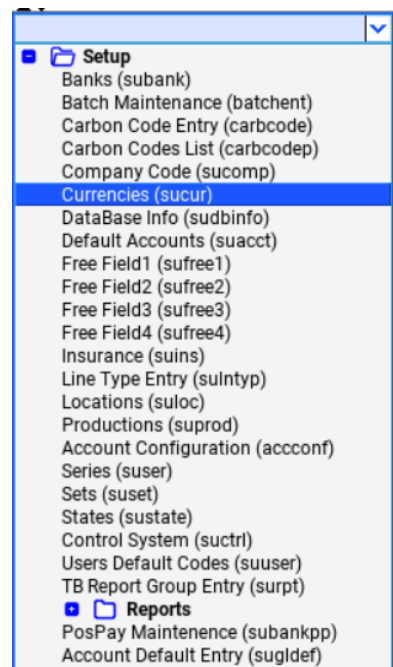 Setup
Banks (subank)
Batch Maintenance (batchent)
Carbon Code Entry (carbcode)
Carbon Codes List (carbcodep)
Company Code (sucomp)
Currencies (sucur)
DataBase Info (sudbinfo)
Default Accounts (suacct)
Free Field1 (sufree1)
Free Field2 (sufree2)
Free Field3 (sufree3)
Free Field4 (sufree4)
Insurance (suins)
Line Type Entry (sulntyp)
Locations (suloc)
Productions (suprod)
Account Configuration (accconf)
Series (suser)
Sets (suset)
States (sustate)
Control System (suctrl)
Users Default Codes (suuser)
TB Report Group Entry (surpt)
Reports
PosPay Maintenence (subankpp)
Account Default Entry (sugldef)